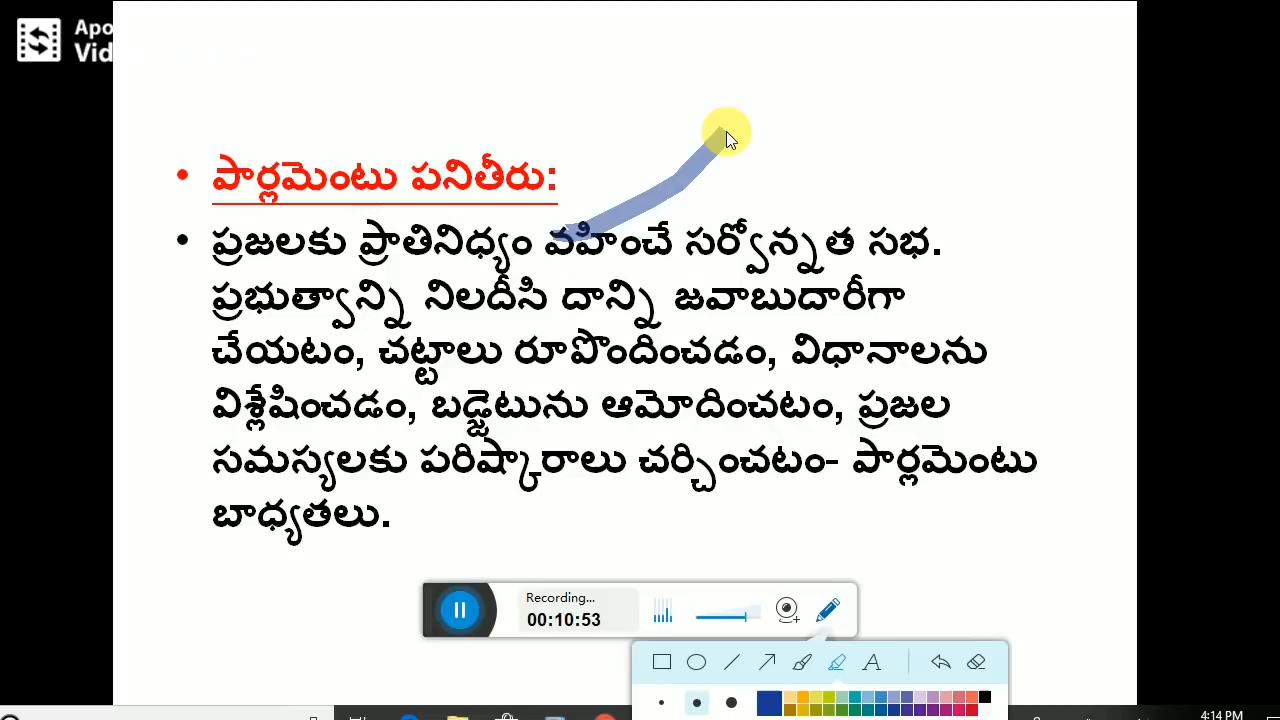 Apo
Vid
పార్లమెంటు పనితీరు:
ప్రజలకు ప్రాతినిధ్యం వహించే సర్వోన్నత సభ.
ప్రభుత్వాన్ని నిలదీసి దాన్ని జవాబుదారీగా
చేయటం, చట్టాలు రూపొందించడం, విధానాలను
విశ్లేషించడం, బడ్జెటును ఆమోదించటం, ప్రజల
సమస్యలకు పరిష్కారాలు చర్చించటం- పార్లమెంటు
బాధ్యతలు.
Recording...
00:10:53
A
4:14 PM